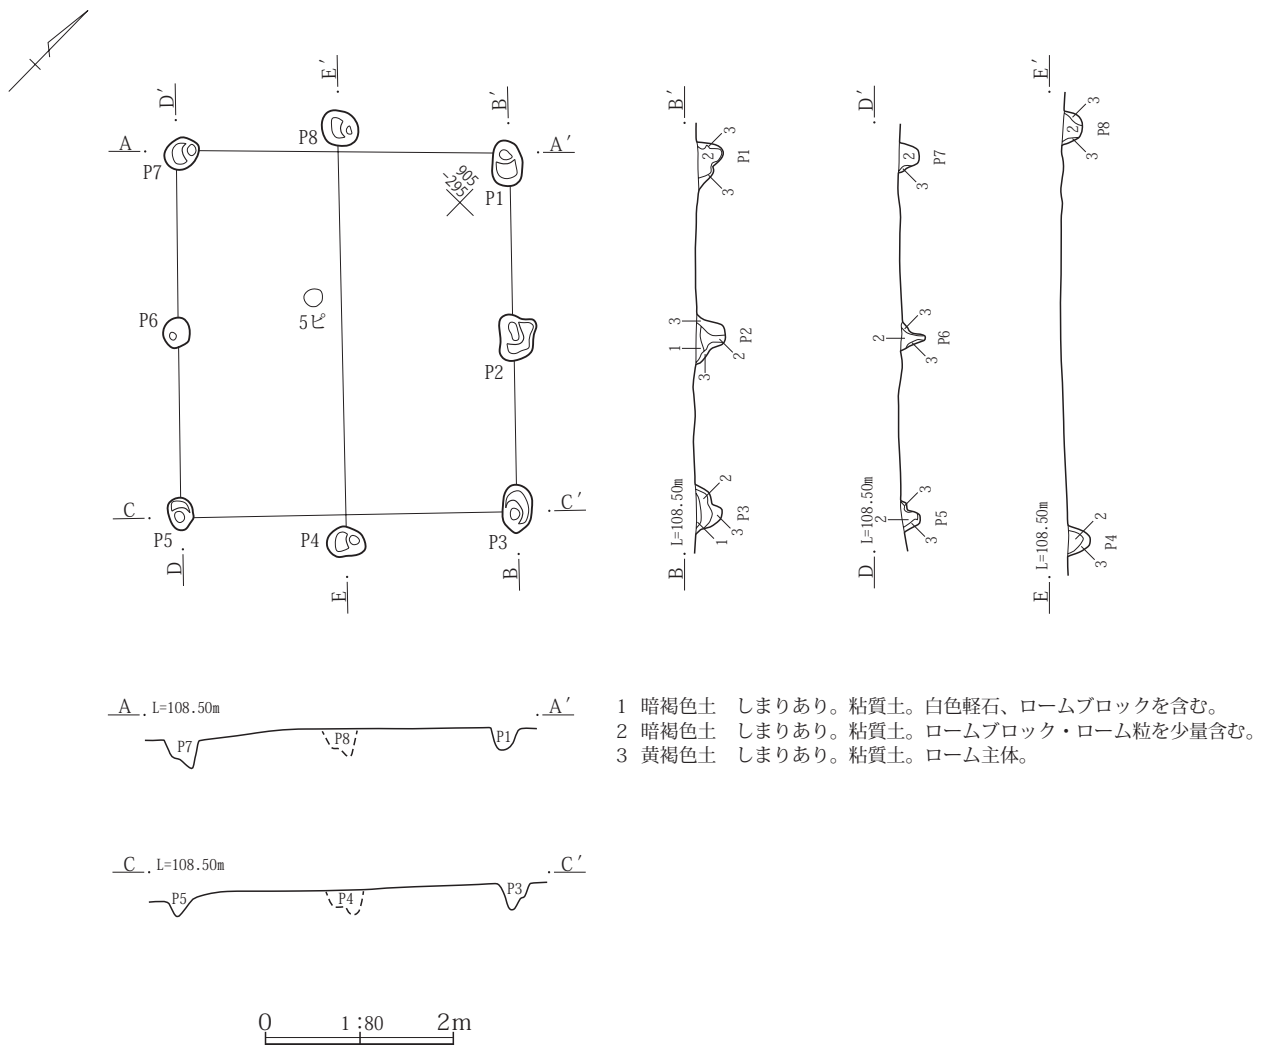 E′
D′
B′
A
A′
P8
P7
905
-295
P1
5ピ
P6
P2
C
C′
P5
P4
P3
D
B
E
B′
3
2
P1
3
3
1
P2
2
3
2
P3
3
1
L=108.50m
B
D′
2
P7
3
3
2
P6
3
3
2
P5
3
L=108.50m
D
E′
3
2
P8
3
2
P4
3
L=108.50m
E
A L=108.50m A′
P7 P8 P1
1 暗褐色土 しまりあり。粘質土。白色軽石、ロームブロックを含む。
2 暗褐色土 しまりあり。粘質土。ロームブロック・ローム粒を少量含む。
3 黄褐色土 しまりあり。粘質土。ローム主体。
C L=108.50m C′
P5 P4 P3
0 1:80 2m